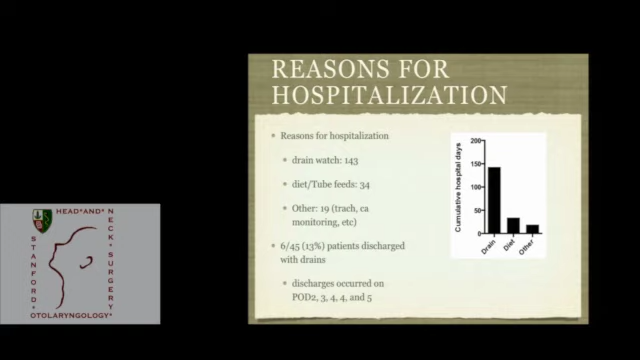 REASONS FOR
HOSPITALIZATION
Reasons for hospitalization
drain watch: 143
diet/Tube feeds: 34
Other: 19 (trach, ca
monitoring, etc)
6/45 (13%) patients discharged
with drains
discharges occurred on
POD2, 3, 4, 4, and 5
Cumulative hospital days
200
150
100
50
0
Drain
Diet
Other
HEAD*AND*
NECK*SURGERY
STANFORD*
OTOLARYNGOLOGY*